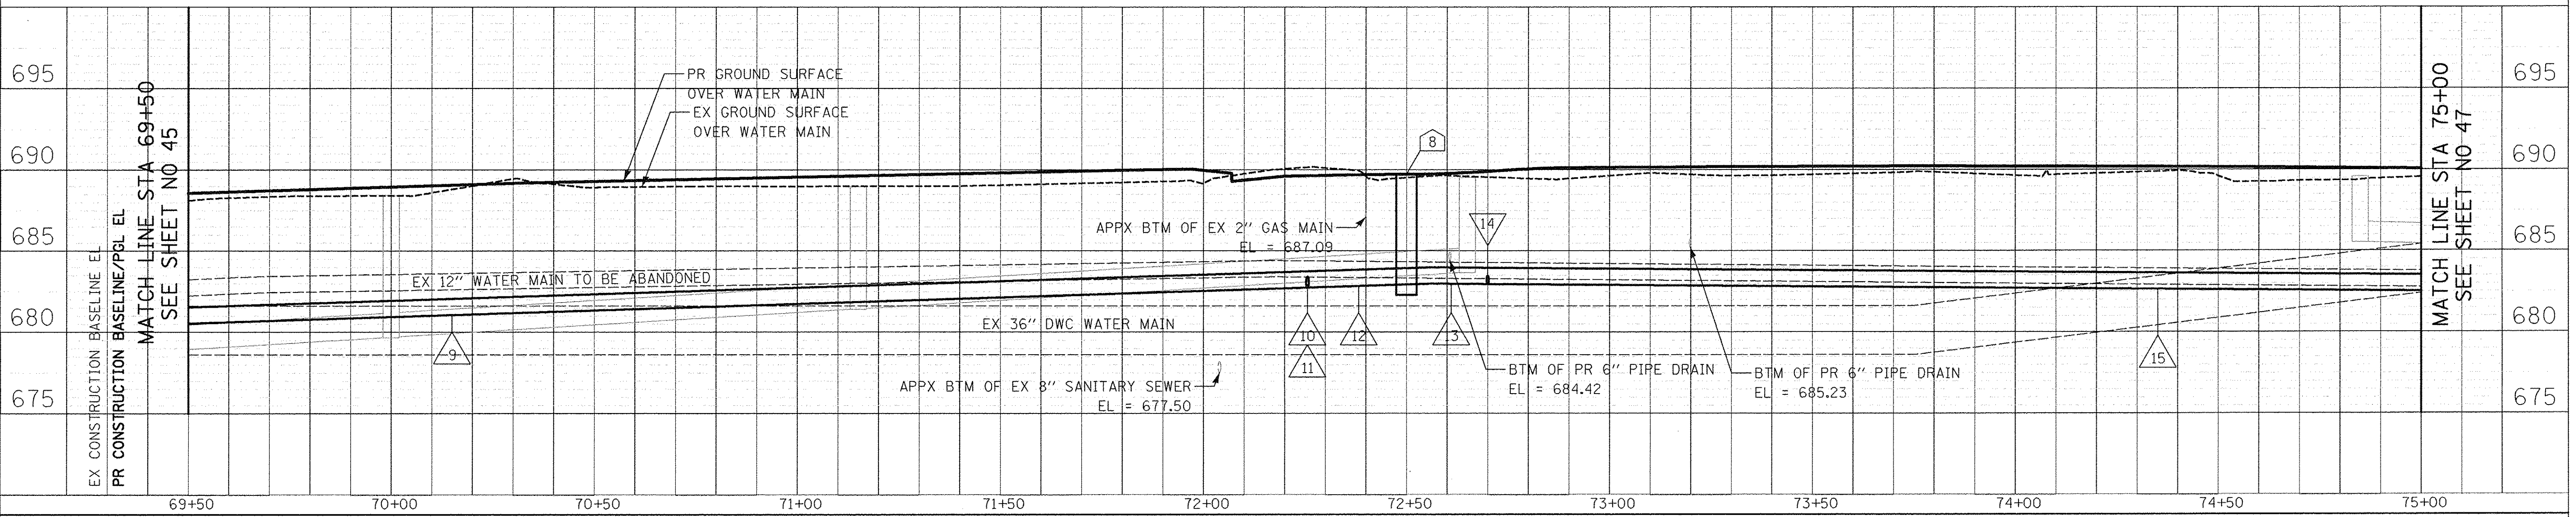 695
690
685
680
675
EX CONSTRUCTION BASELINE EL
PR CONSTRUCTION BASELINE/PGL EL
MATCH LINE STA 69+50
SEE SHEET NO 45
PR GROUND SURFACE
OVER WATER MAIN
EX GROUND SURFACE
OVER WATER MAIN
EX 12" WATER MAIN TO BE ABANDONED
9
EX 36" DWC WATER MAIN
APPX BTM OF EX 2" GAS MAIN
EL = 687.09
APPX BTM OF EX 8" SANITARY SEWER
EL = 677.50
8
14
10
11
12
13
BTM OF PR 6" PIPE DRAIN
EL = 684.42
BTM OF PR 6" PIPE DRAIN
EL = 685.23
15
MATCH LINE STA 75+00
SEE SHEET NO 47
695
690
685
680
675
69+50
70+00
70+50
71+00
71+50
72+00
72+50
73+00
73+50
74+00
74+50
75+00